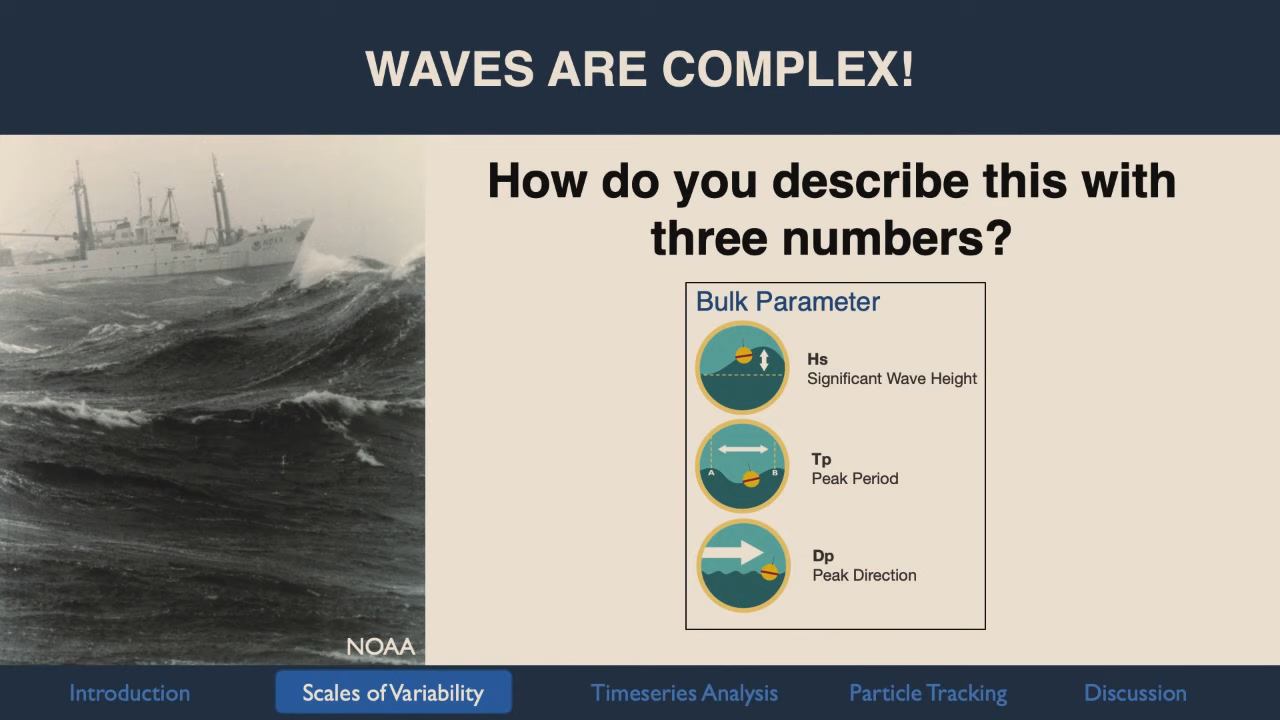 WAVES ARE COMPLEX!
How do you describe this with
three numbers?
Bulk Parameter
Hs
Significant Wave Height
A
B
Tp
Peak Period
Dp
Peak Direction
NOAA
NOAA
Introduction
Scales of Variability
Timeseries Analysis
Particle Tracking
Discussion